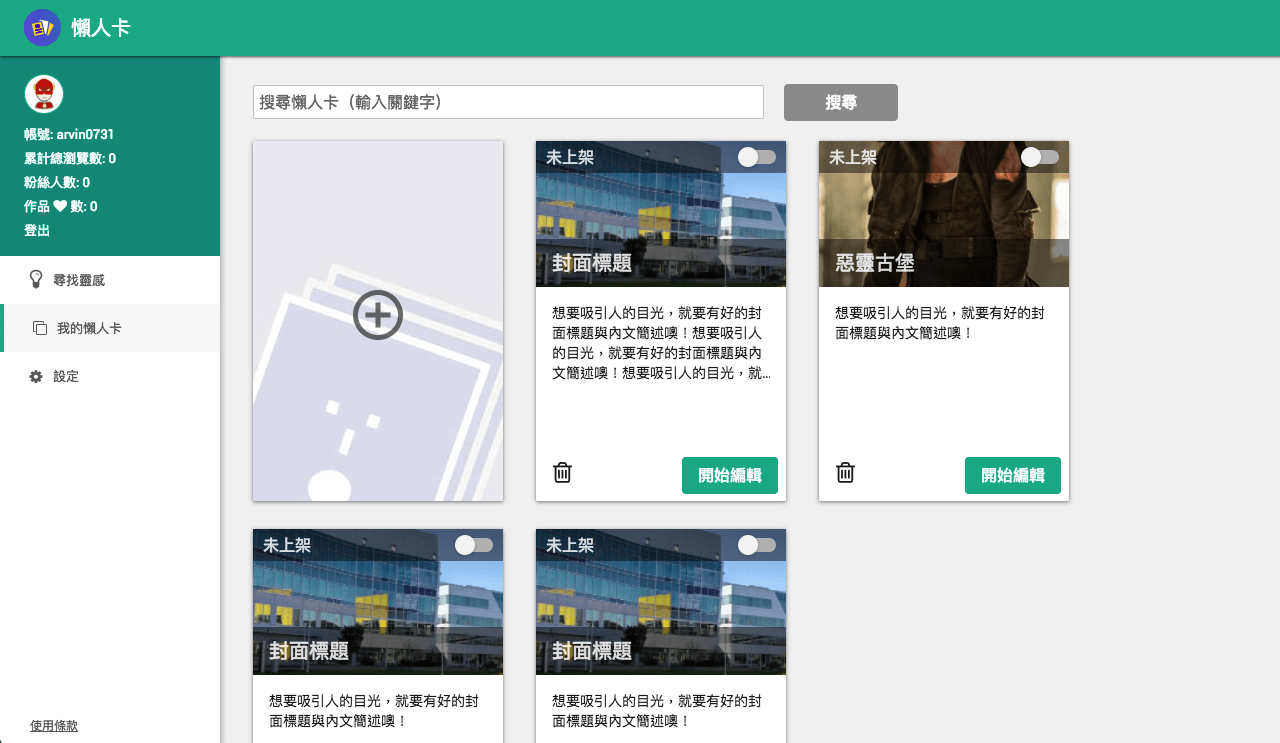 懶人卡
帳號: arvin0731
累計總瀏覽數: 0
粉絲人數: 0
作品 ♥ 數: 0
登出
尋找靈感
我的懶人卡
設定
使用條款
搜尋懶人卡（輸入關鍵字）
搜尋
未上架
封面標題
想要吸引人的目光，就要有好的封
面標題與內文簡述噢！想要吸引人
的目光，就要有好的封面標題與內
文簡述噢！想要吸引人的目光，就...
開始編輯
未上架
惡靈古堡
想要吸引人的目光，就要有好的封
面標題與內文簡述噢！
開始編輯
未上架
封面標題
想要吸引人的目光，就要有好的封
面標題與內文簡述噢！
未上架
封面標題
想要吸引人的目光，就要有好的封
面標題與內文簡述噢！